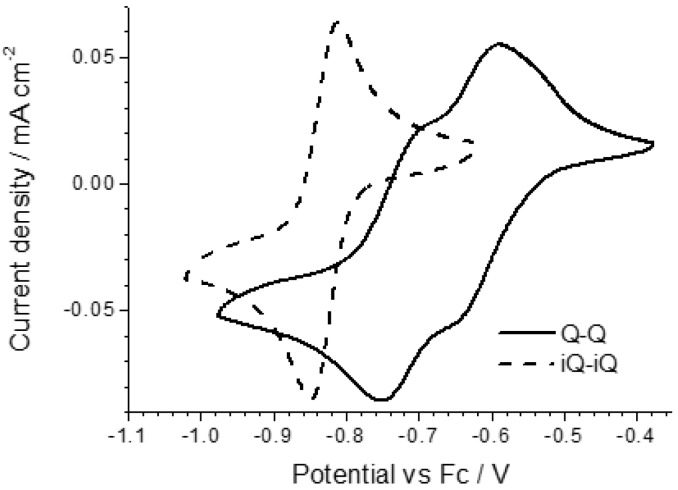 Current density / mA cm-2
0.05
0.00
-0.05
-1.1 -1.0 -0.9 -0.8 -0.7 -0.6 -0.5 -0.4
Potential vs Fc / V
Q-Q
iQ-iQ